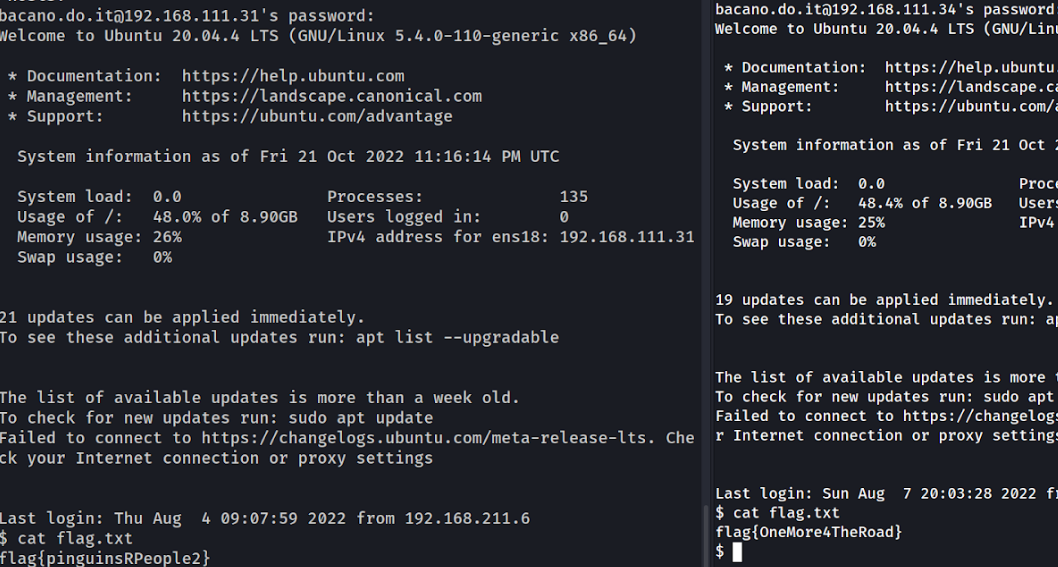 bacano.do.it@192.168.111.31's password:
Welcome to Ubuntu 20.04.4 LTS (GNU/Linux 5.4.0-110-generic x86_64)
* Documentation:  https://help.ubuntu.com
* Management:     https://landscape.canonical.com
* Support:        https://ubuntu.com/advantage
System information as of Fri 21 Oct 2022 11:16:14 PM UTC
System load:  0.0               Processes:               135
Usage of /:   48.0% of 8.90GB   Users logged in:         0
Memory usage: 26%               IPv4 address for ens18: 192.168.111.31
Swap usage:   0%
21 updates can be applied immediately.
To see these additional updates run: apt list --upgradable
The list of available updates is more than a week old.
To check for new updates run: sudo apt update
Failed to connect to https://changelogs.ubuntu.com/meta-release-lts. Che
ck your Internet connection or proxy settings
Last login: Thu Aug  4 09:07:59 2022 from 192.168.211.6
$ cat flag.txt
flag{pinguinsRPeople2}
bacano.do.it@192.168.111.34's password:
Welcome to Ubuntu 20.04.4 LTS (GNU/Linu
* Documentation:  https://help.ubuntu.
* Management:     https://landscape.ca
* Support:        https://ubuntu.com/a
System information as of Fri 21 Oct 2
System load:  0.0               Proce
Usage of /:   48.4% of 8.90GB   Users
Memory usage: 25%               IPv4
Swap usage:   0%
19 updates can be applied immediately.
To see these additional updates run: ap
The list of available updates is more t
To check for new updates run: sudo apt
Failed to connect to https://changelogs
r Internet connection or proxy settings
Last login: Sun Aug  7 20:03:28 2022 fr
$ cat flag.txt
flag{OneMore4TheRoad}
$